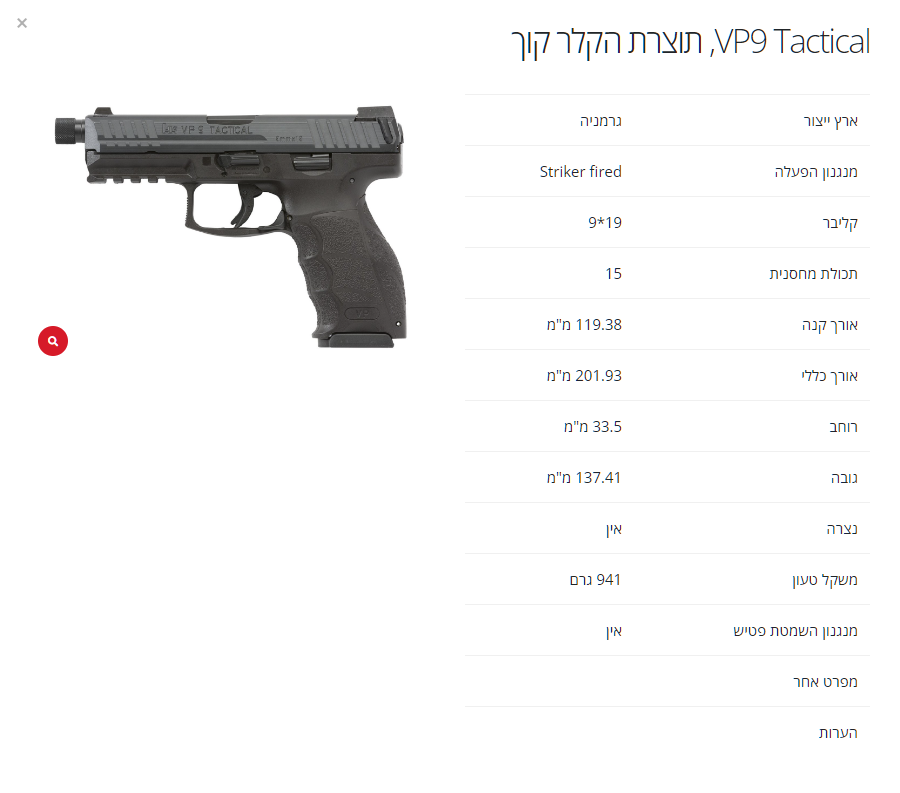 VP9 Tactical, תוצרת הקלר קוך
ארץ ייצור גרמניה
מנגנון הפעלה Striker fired
קליבר 9*19
תכולת מחסנית 15
אורך קנה 119.38 מ"מ
אורך כללי 201.93 מ"מ
רוחב 33.5 מ"מ
גובה 137.41 מ"מ
נצרה אין
משקל טעון 941 גרם
מנגנון השמטת פטיש אין
מפרט אחר
הערות
VP9 TACTICAL